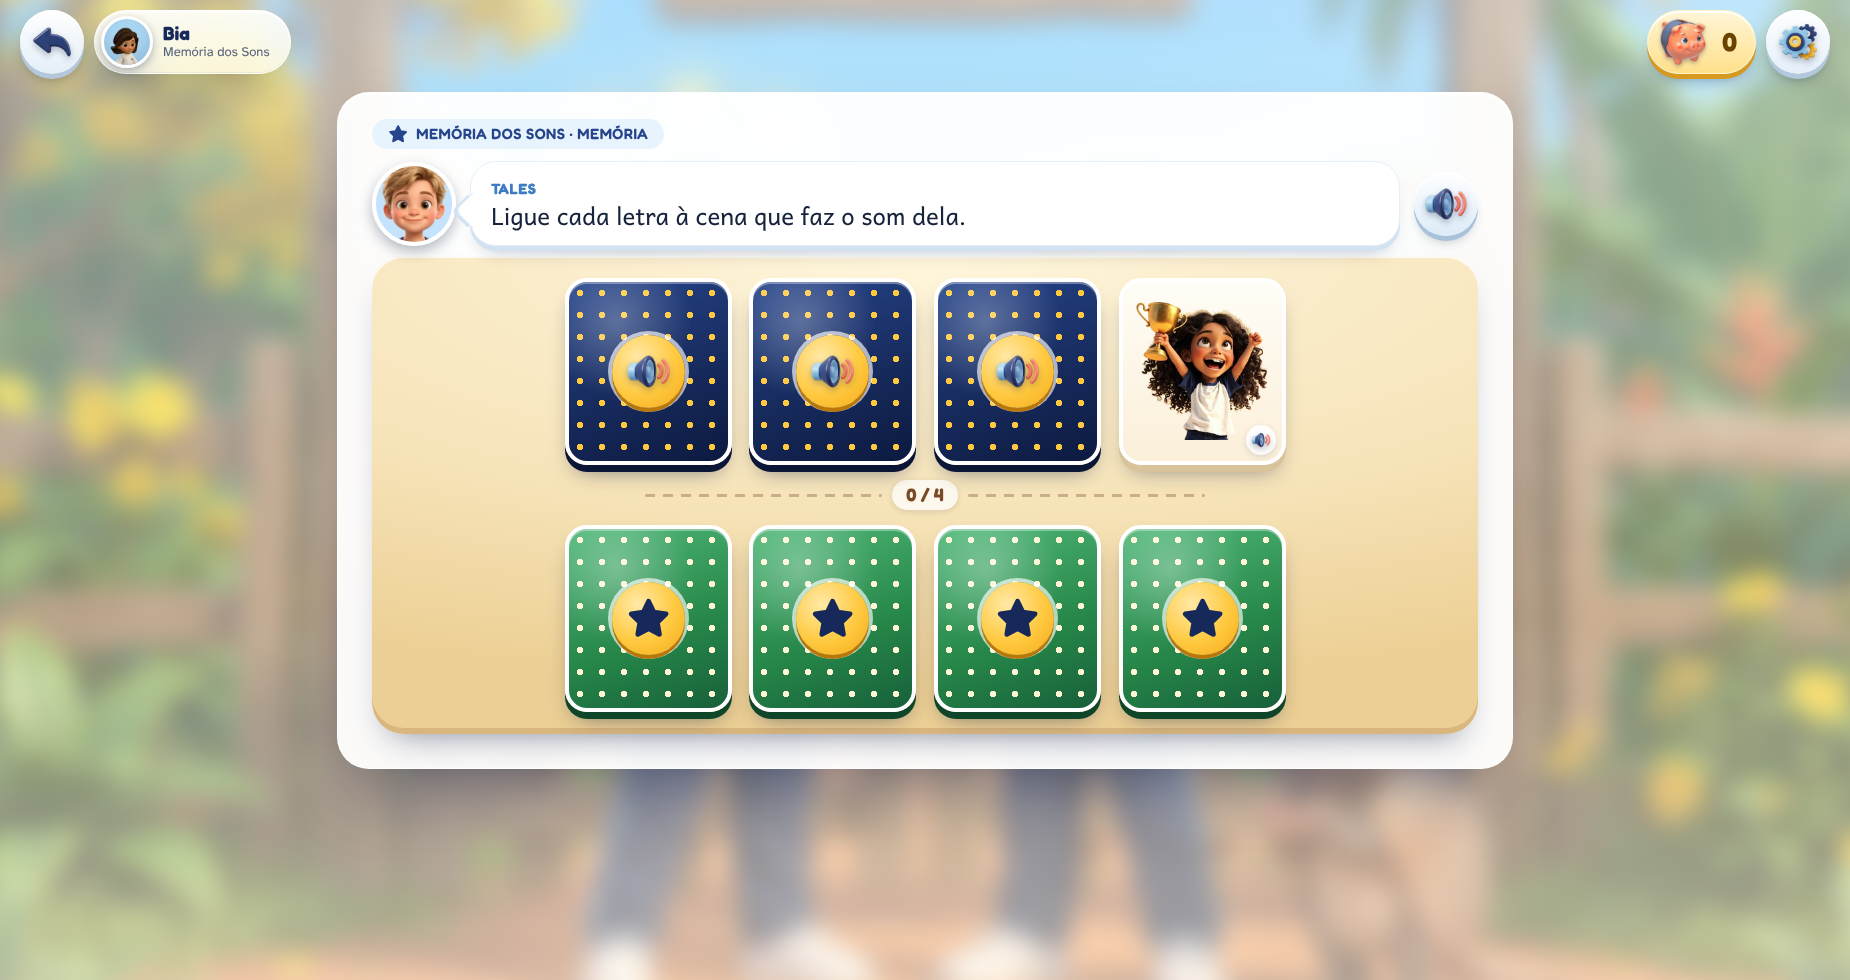 Bia
Memória dos Sons
0
MEMÓRIA DOS SONS · MEMÓRIA
TALES
Ligue cada letra à cena que faz o som dela.
0 / 4